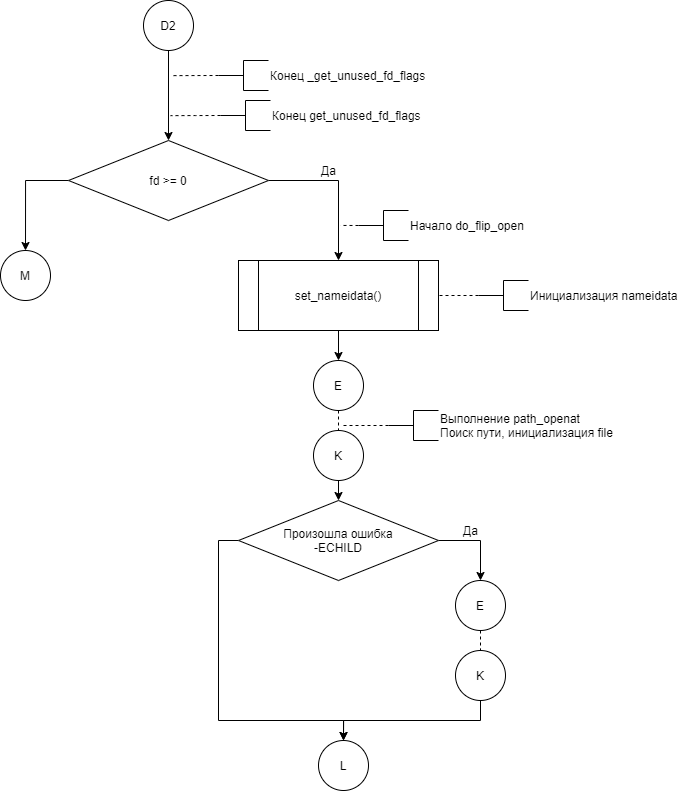 D2
Конец _get_unused_fd_flags
Конец get_unused_fd_flags
fd >= 0
Да
Начало do_flip_open
M
set_nameidata()
Инициализация nameidata
E
Выполнение path_openat
Поиск пути, инициализация file
K
Произошла ошибка
-ECHILD
Да
E
K
L